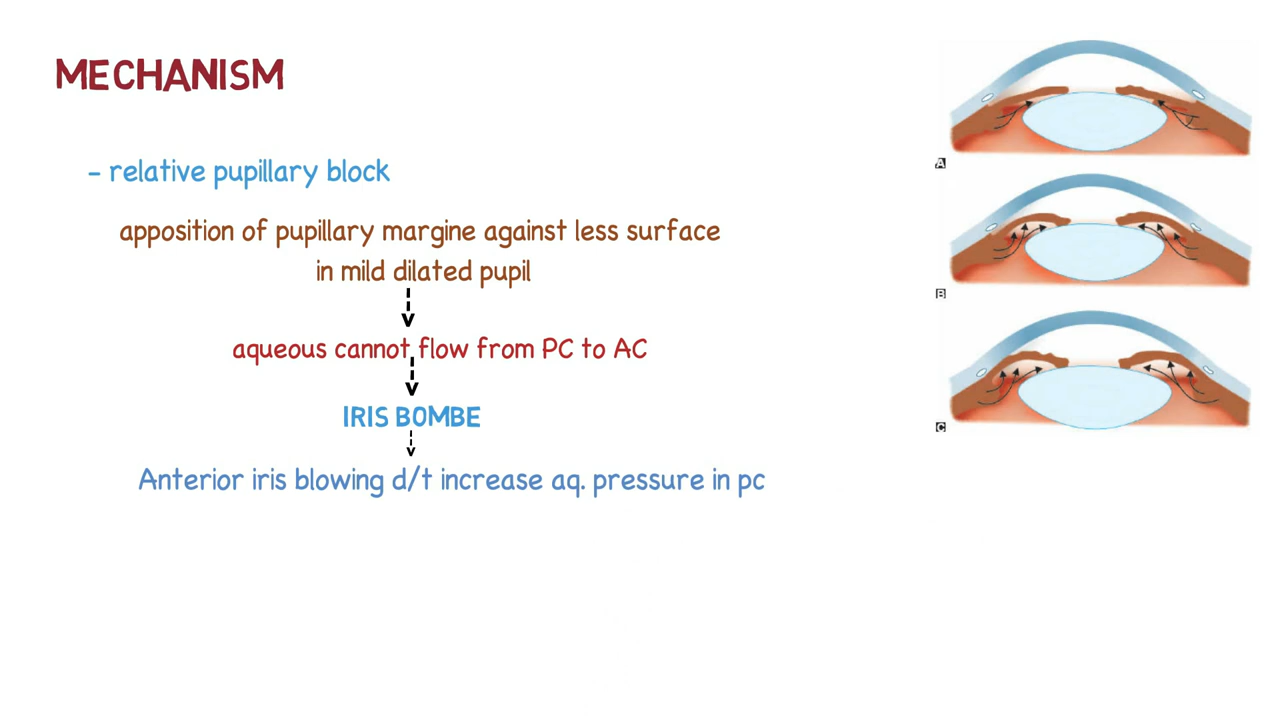 MECHANISM
- relative pupillary block
apposition of pupillary margine against less surface
in mild dilated pupil
aqueous cannot flow from PC to AC
IRIS BOMBE
Anterior iris blowing d/t increase aq. pressure in pc
A
B
C